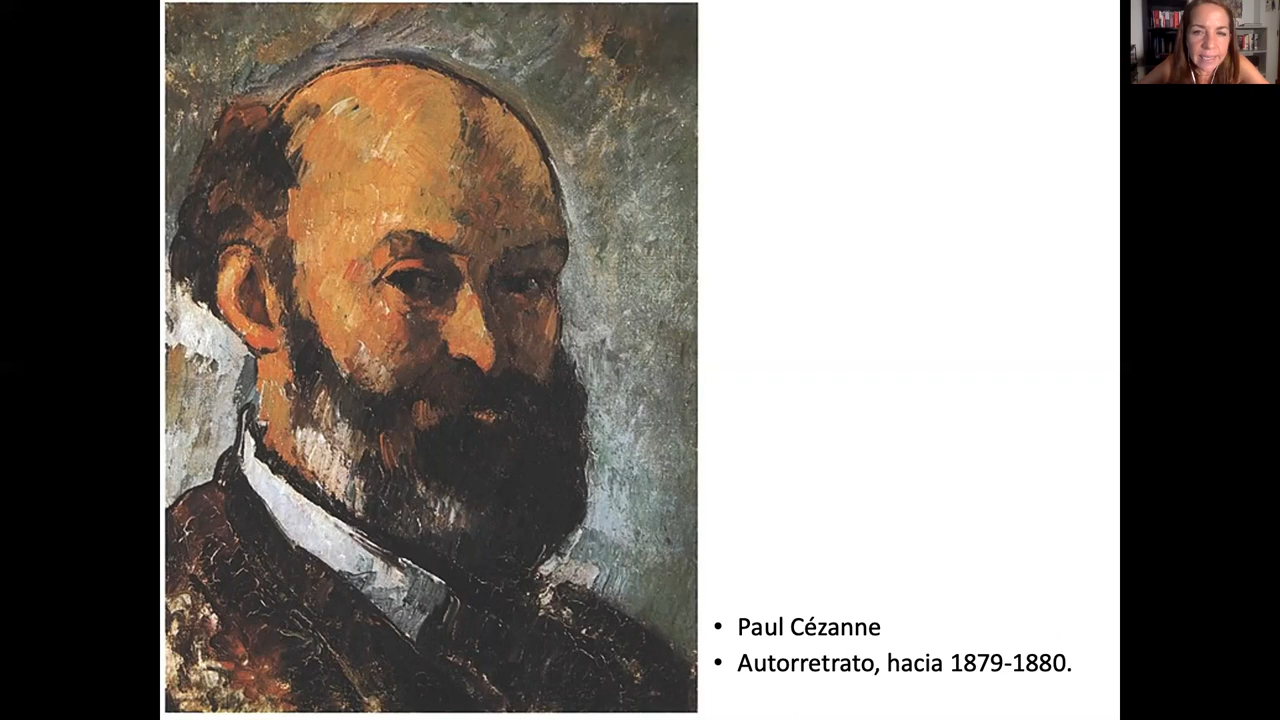 • Paul Cézanne
• Autorretrato, hacia 1879-1880.